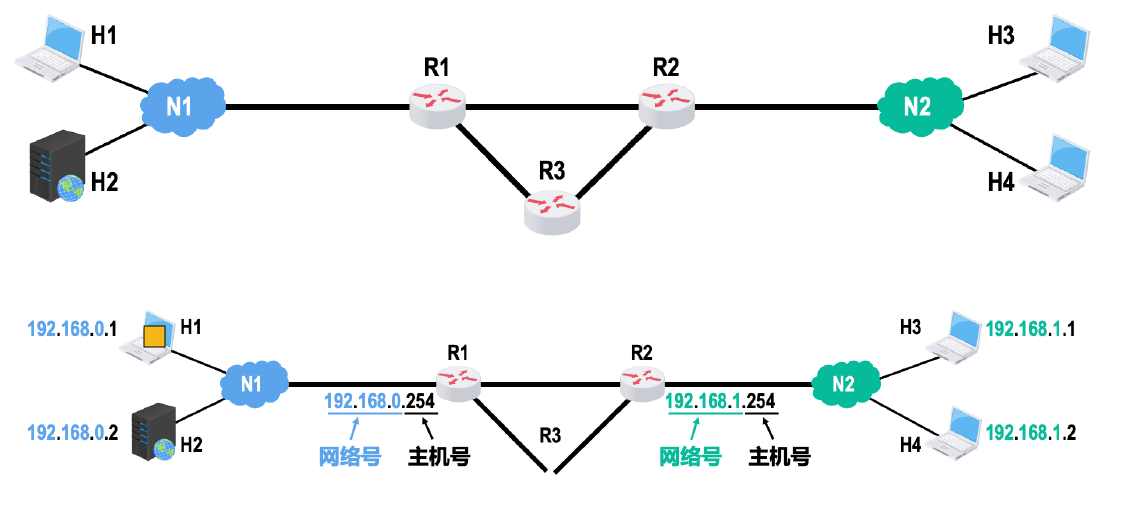 H1
H3
R1
R2
N1
N2
R3
H2
H4
192.168.0.1
H1
H3
192.168.1.1
R1
R2
N1
N2
192.168.0.254
192.168.1.254
192.168.0.2
H2
R3
H4
192.168.1.2
网络号
主机号
网络号
主机号